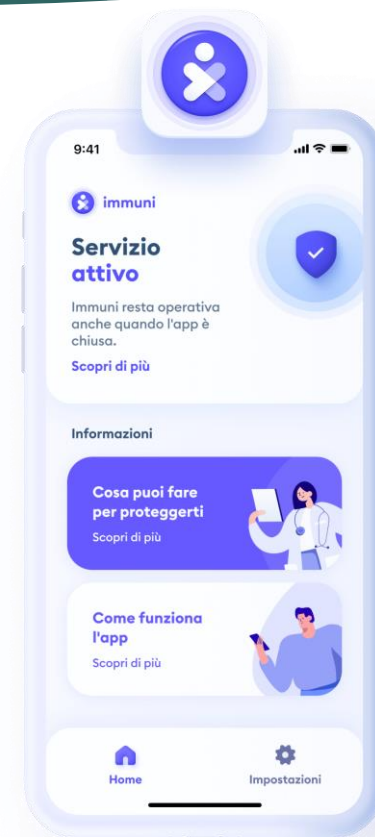 9:41
immuni
Servizio
attivo
Immuni resta operativa
anche quando l'app è
chiusa.
Scopri di più
Informazioni
Cosa puoi fare
per proteggerti
Scopri di più
Come funziona
l'app
Scopri di più
Home
Impostazioni